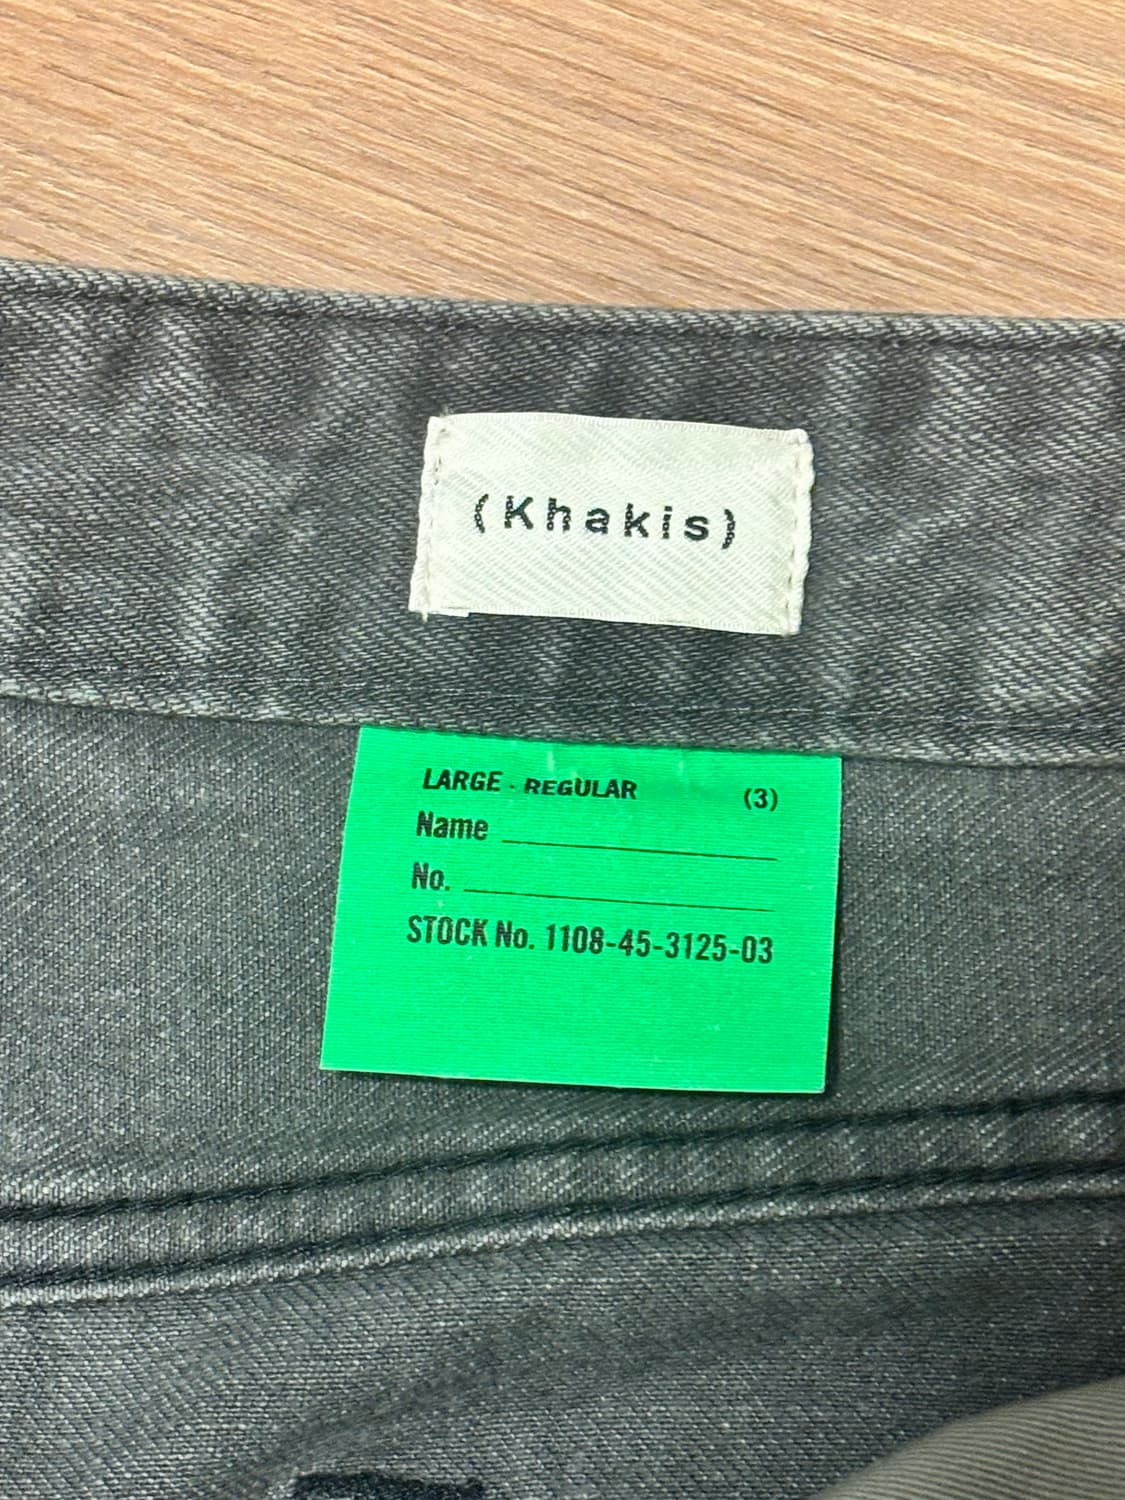 (Khakis)
LARGE - REGULAR (3)
Name
No.
STOCK No. 1108-45-3125-03